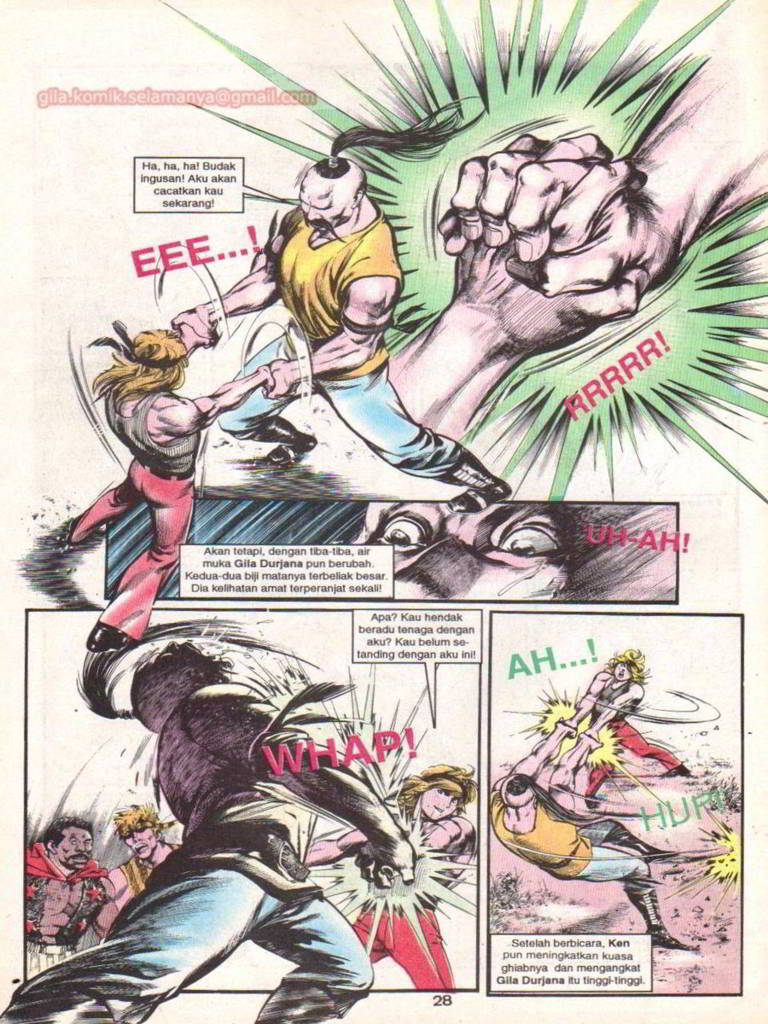 gila.komik.selamanya@gmail.com
Ha, ha, ha! Budak
ingusan! Aku akan
cacatkan kau
sekarang!
EEE...!
RRRRR!
UH-AH!
Akan tetapi, dengan tiba-tiba, air
muka Gila Durjana pun berubah.
Kedua-dua biji matanya terbeliak besar.
Dia kelihatan amat terperanjat sekali!
Apa? Kau hendak
beradu tenaga dengan
aku? Kau belum se-
tanding dengan aku ini!
WHAP!
AH...!
Setelah berbicara, Ken
pun meningkatkan kuasa
ghiabnya dan mengangkat
Gila Durjana itu tinggi-tinggi.
28